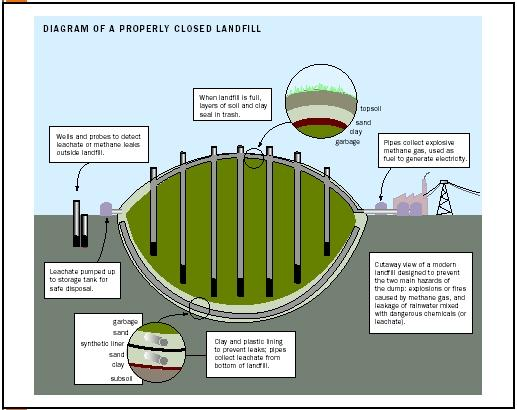 DIAGRAM OF A PROPERLY CLOSED LANDFILL
When landfill is full,
layers of soil and clay
seal in trash.
topsoil
sand
clay
garbage
Wells and probes to detect
leachate or methane leaks
outside landfill.
Pipes collect explosive
methane gas, used as
fuel to generate electricity.
Leachate pumped up
to storage tank for
safe disposal.
Cutaway view of a modern
landfill designed to prevent
the two main hazards of
the dump: explosions or fires
caused by methane gas, and
leakage of rainwater mixed
with dangerous chemicals (or
leachate).
garbage
sand
synthetic liner
sand
clay
subsoil
Clay and plastic lining
to prevent leaks; pipes
collect leachate from
bottom of landfill.